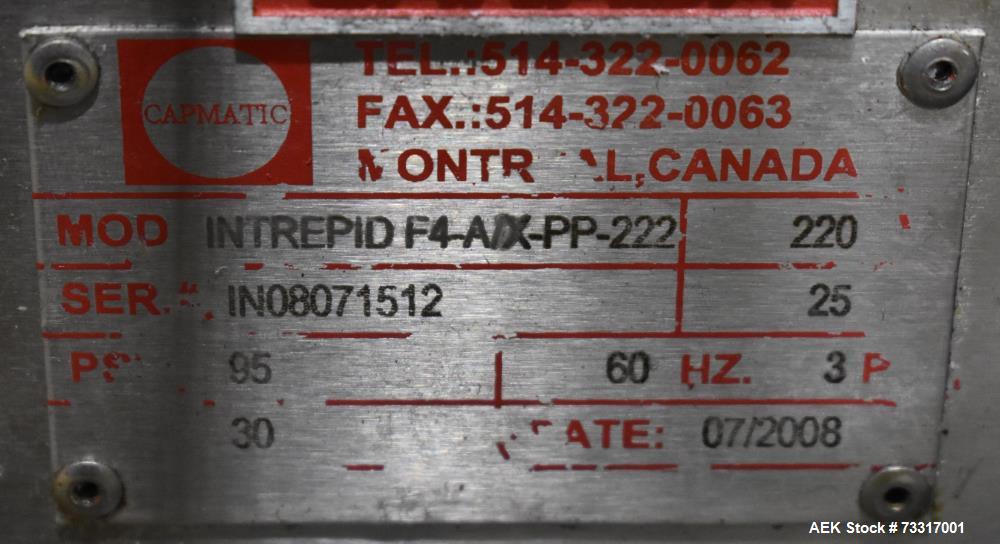 CAPMATIC
TEL.:514-322-0062
FAX.:514-322-0063
CANADA
MOD INTREPID F4-A/X-PP-222 220
SER. IN08071512 25
95 60 HZ. 3 P
30 07/2008
AEK Stock # 73317001